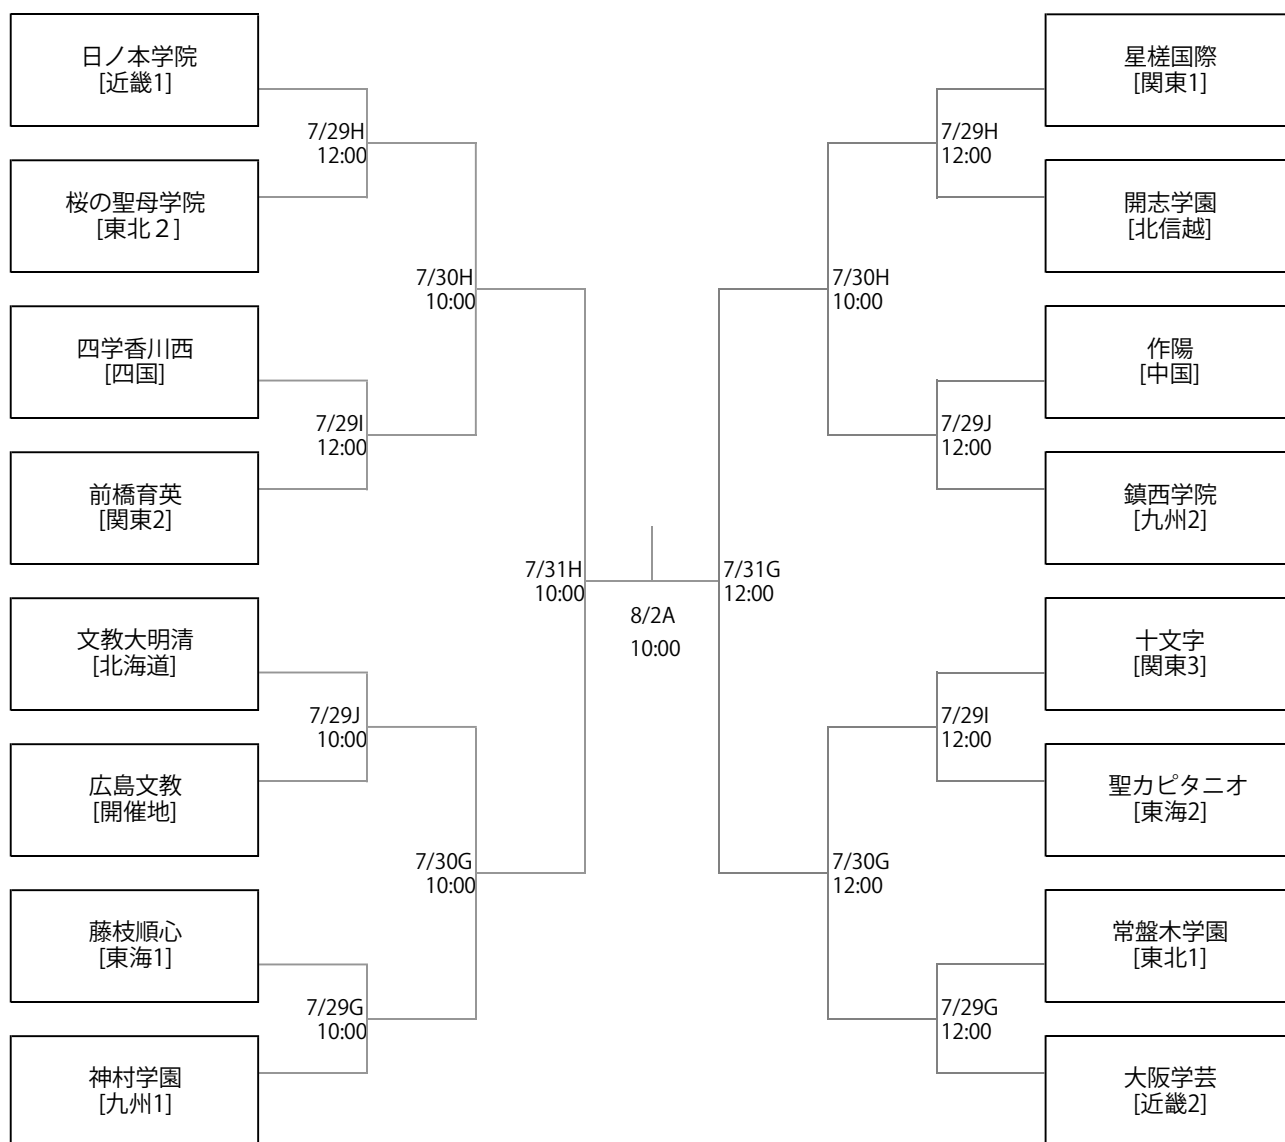 日ノ本学院
[近畿1]
7/29H
12:00
桜の聖母学院
[東北２]
7/30H
10:00
四学香川西
[四国]
7/29I
12:00
前橋育英
[関東2]
7/31H
10:00
文教大明清
[北海道]
7/29J
10:00
広島文教
[開催地]
7/30G
10:00
藤枝順心
[東海1]
7/29G
10:00
神村学園
[九州1]
8/2A
10:00
星槎国際
[関東1]
7/29H
12:00
開志学園
[北信越]
7/30H
10:00
作陽
[中国]
7/29J
12:00
鎮西学院
[九州2]
7/31G
12:00
十文字
[関東3]
7/29I
12:00
聖カピタニオ
[東海2]
7/30G
12:00
常盤木学園
[東北1]
7/29G
12:00
大阪学芸
[近畿2]